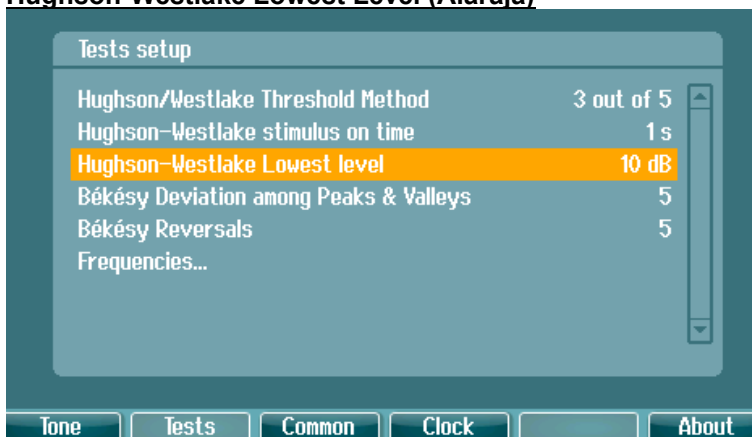 Hughson-Westlake Lowest Level (Alaraja)
Tests setup
Hughson/Westlake Threshold Method 3 out of 5
Hughson-Westlake stimulus on time 1 s
Hughson-Westlake Lowest level 10 dB
Békésy Deviation among Peaks & Valleys 5
Békésy Reversals 5
Frequencies...
Tone Tests Common Clock About